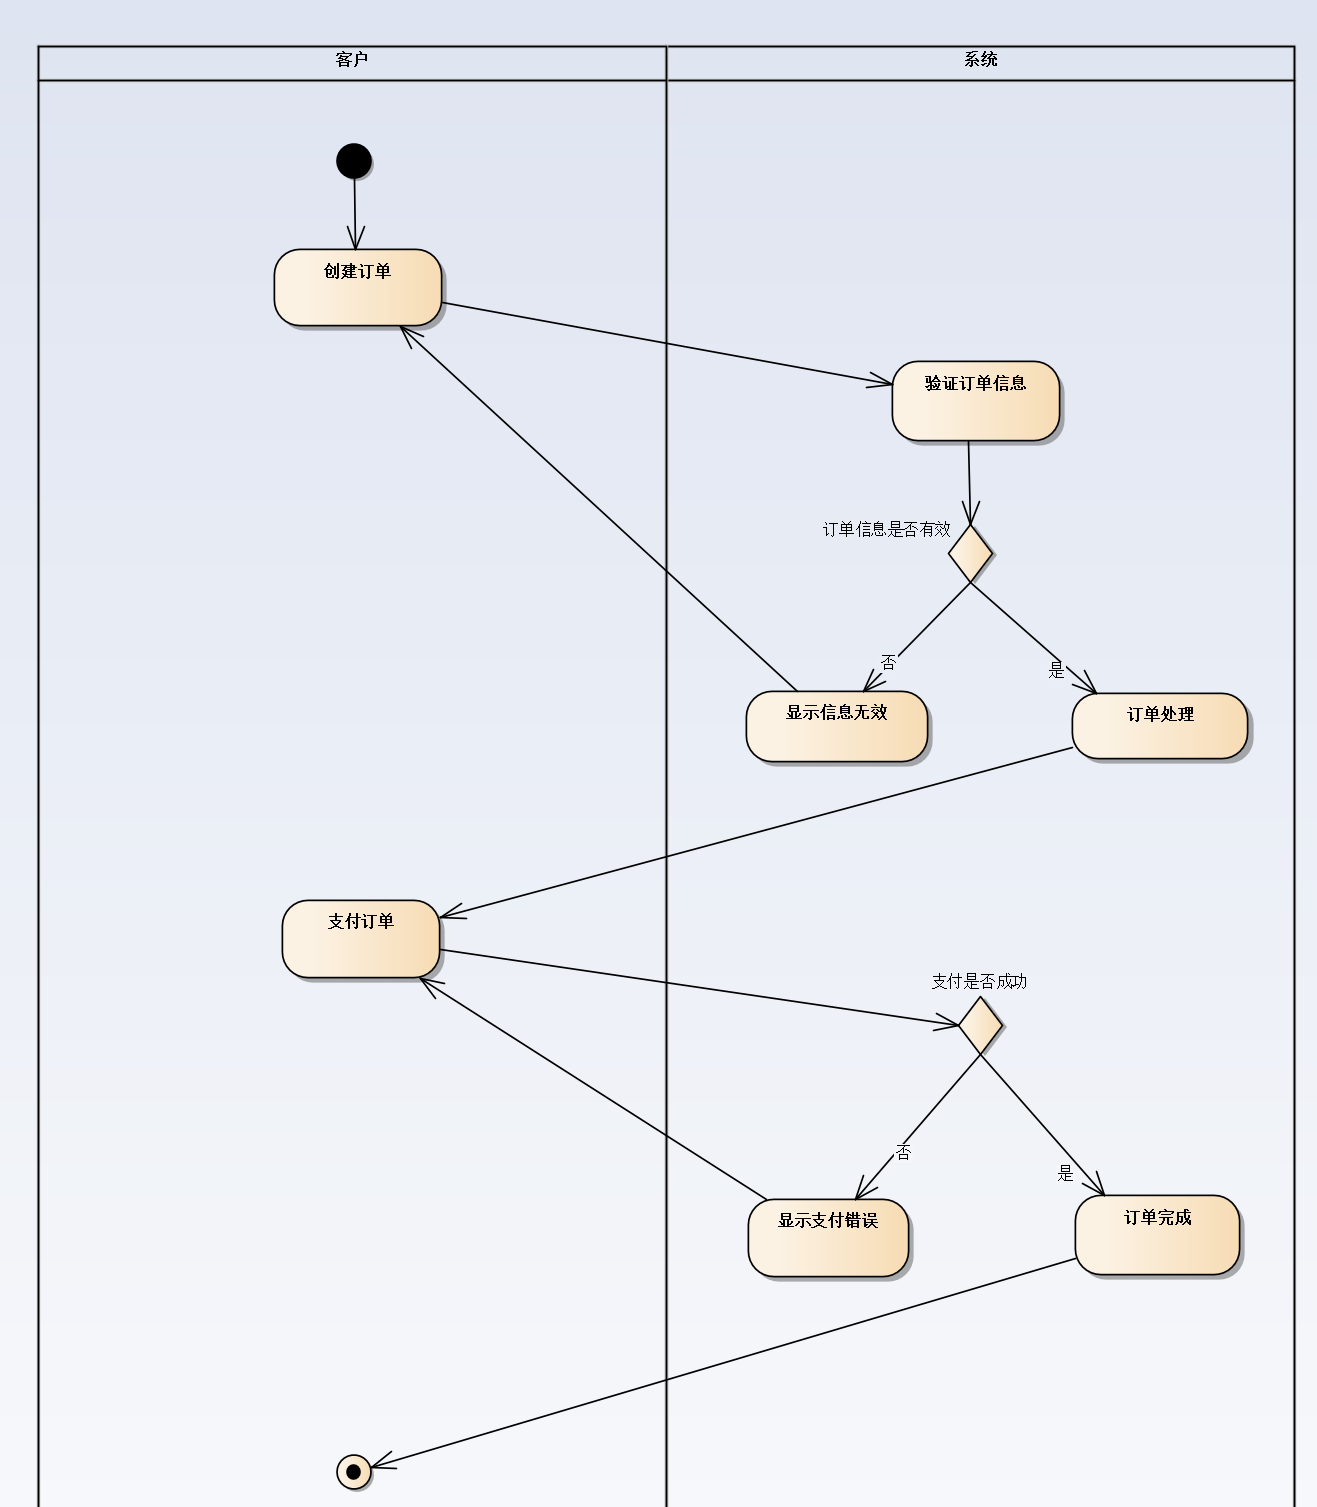 客户
系统
创建订单
验证订单信息
订单信息是否有效
否
是
显示信息无效
订单处理
支付订单
支付是否成功
否
是
显示支付错误
订单完成